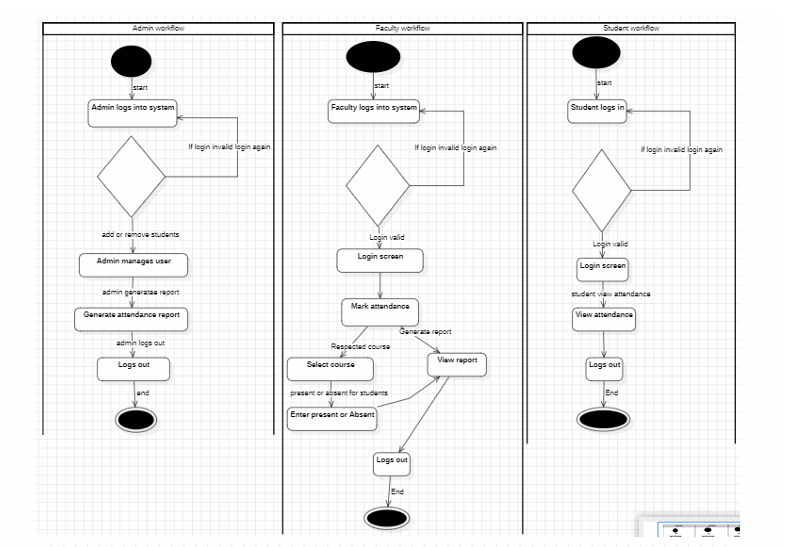 Admin workflow
start
Admin logs into system
If login invalid login again
add or remove students
Admin manages user
admin generatae report
Generate attendance report
admin logs out
Logs out
end
Faculty workflow
start
Faculty logs into system
If login invalid login again
Login valid
Login screen
Mark attendance
Generate report
Respected course
Select course
View report
present or absent for students
Enter present or Absent
Logs out
End
Student workflow
start
Student logs in
if login invalid login again
Login valid
Login screen
student view attendance
View attendance
Logs out
End